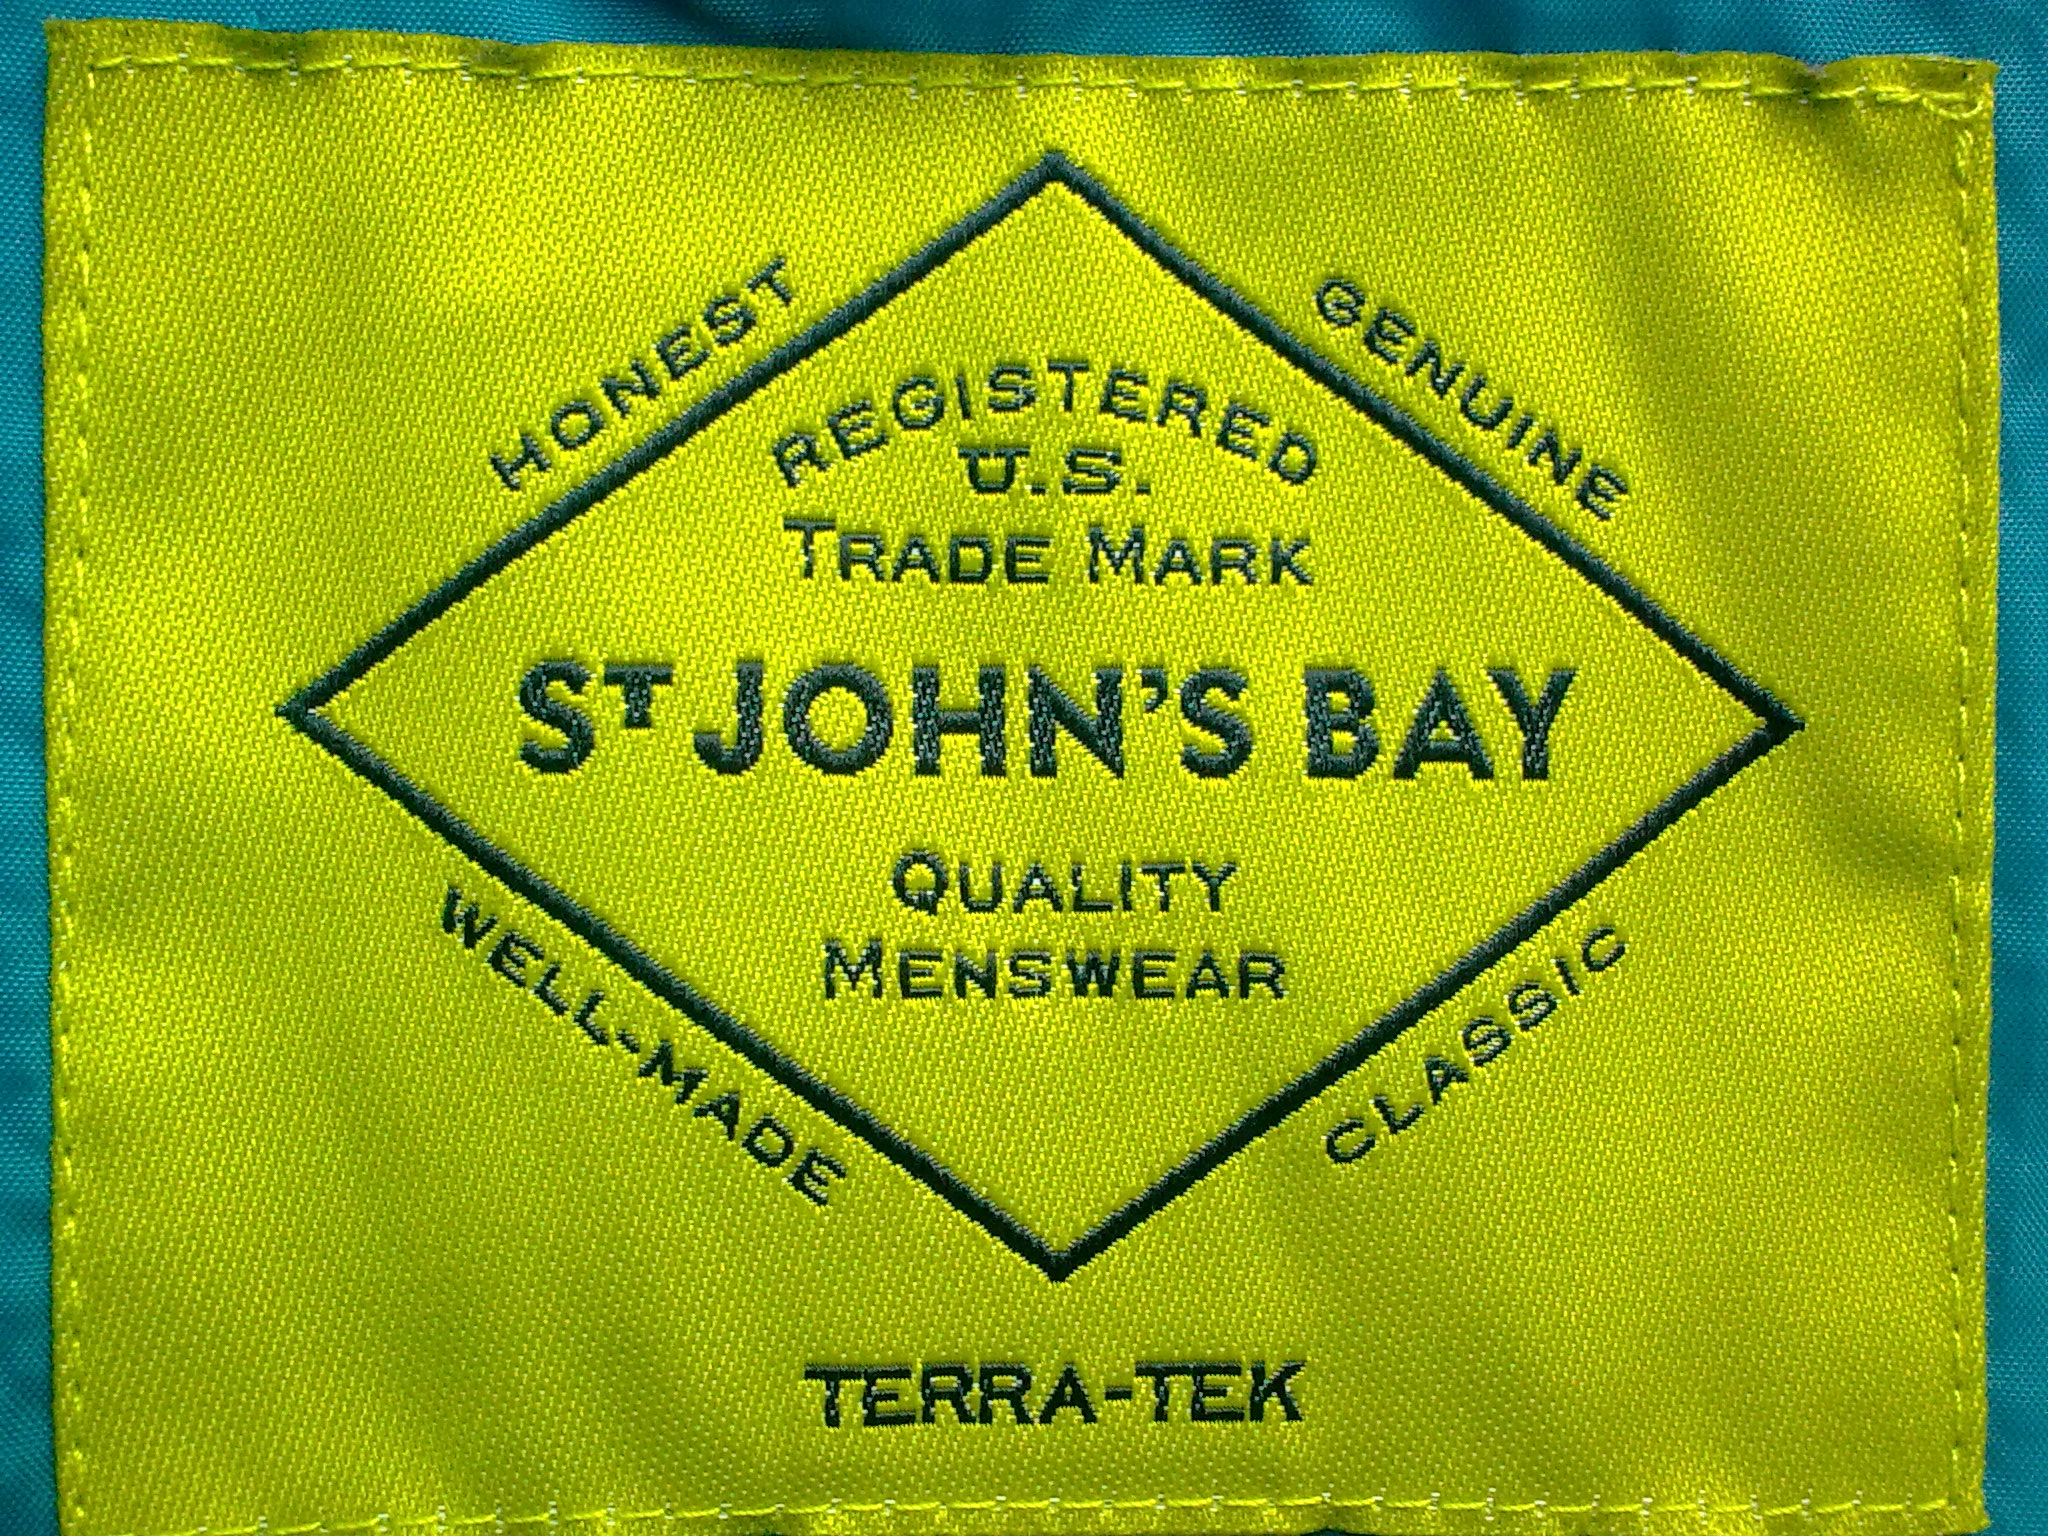 HONEST
GENUINE
REGISTERED
U.S.
TRADE MARK
ST JOHN'S BAY
QUALITY
MENSWEAR
WELL-MADE
CLASSIC
TERRA-TEK